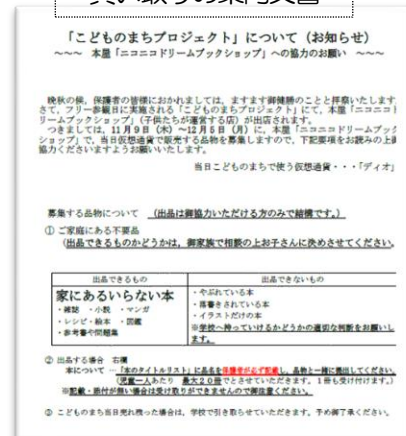 「こどものまちプロジェクト」について（お知らせ）
～～～ 本屋「ニコニコドリームブックショップ」への協力のお願い ～～～
晩秋の候，保護者の皆様におかれましては，ますます御健勝のことと拝察いたします
さて，フリー参観日に実施される「こどものまちプロジェクト」にて，本屋「ニコニコ
リームブックショップ」（子供たちが運営する店）が出店されます。
つきましては，11月9日（木）～12月5日（月）に，本屋「ニコニコドリームブック
ショップ」で，当日仮想通貨で販売する品物を募集しますので，下記要項をお読みの上
協力くださいますようお願いいたします。
当日こどものまちで使う仮想通貨・・・「ディオ」
募集する品物について （出品は御協力いただける方のみで結構です。）
① ご家庭にある不要品
（出品できるものかどうかは，御家族で相談の上お子さんに決めさせてください。
出品できるもの 出品できないもの
家にあるいらない本
・雑誌 ・小説 ・マンガ
・レシピ・絵本 ・図鑑
・参考書や問題集
・やぶれている本
・落書きされている本
・イラストだけの本
※学校へ持っていけるかどうかの適切な判断をお願いし
ます。
② 出品する場合 右欄
本について …「本のタイトルリスト」に品名を保護者が必ず記載し，品物と一緒に提出してください。
（児童一人あたり 最大20冊でとさせていただきます。1冊も受け付けます。）
※記載・添付が無い場合は受け取りができませんので御注意ください。
③ こどものまち当日売れ残った場合は，学校で引き取らせていただきます。予め御了承ください。